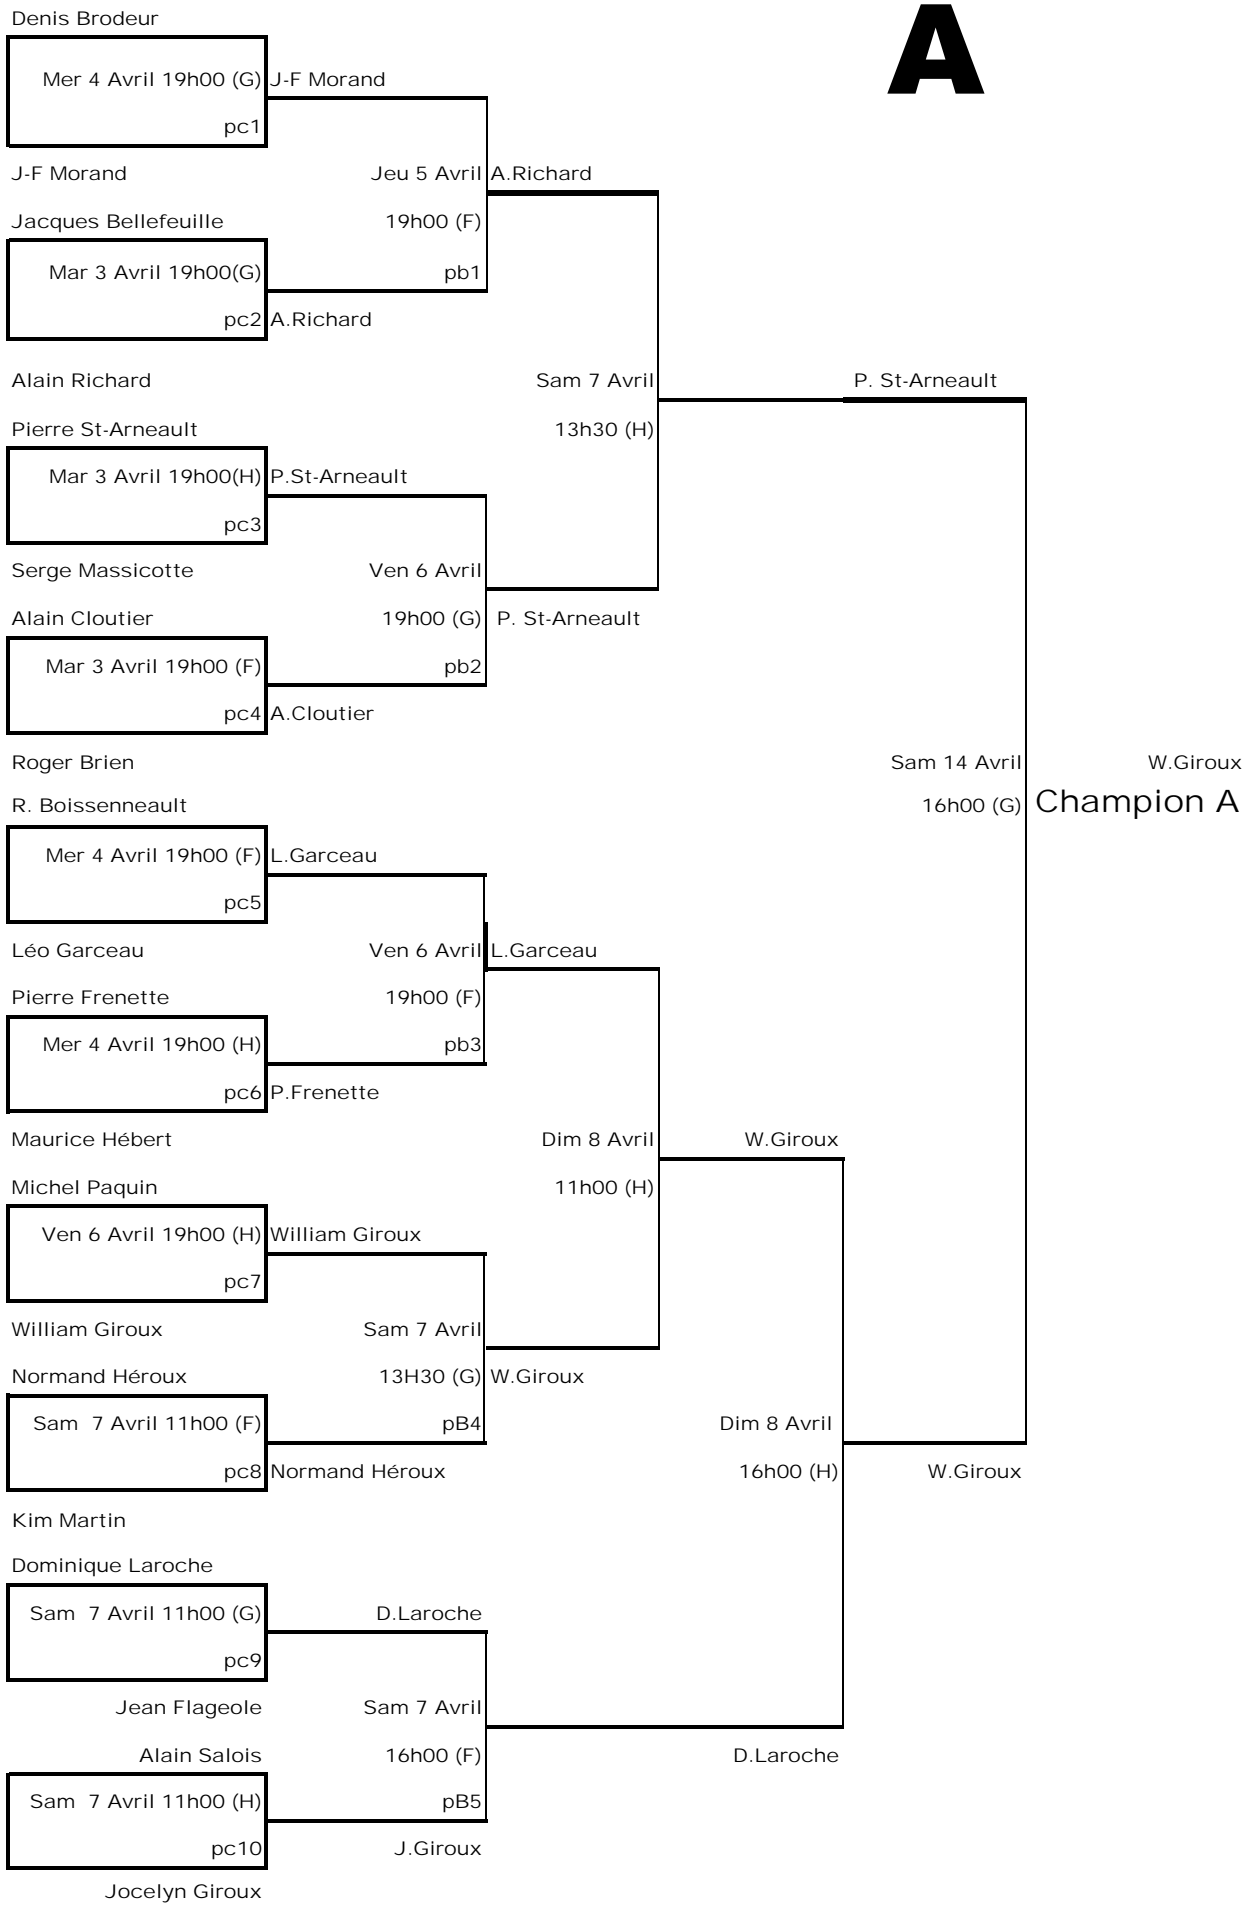 A
Denis Brodeur
Mer 4 Avril 19h00 (G) J-F Morand
pc1
J-F Morand Jeu 5 Avril A.Richard
Jacques Bellefeuille 19h00 (F)
Mar 3 Avril 19h00(G) pb1
pc2 A.Richard
Alain Richard Sam 7 Avril P. St-Arneault
Pierre St-Arneault 13h30 (H)
Mar 3 Avril 19h00(H) P.St-Arneault
pc3
Serge Massicotte Ven 6 Avril
Alain Cloutier 19h00 (G) P. St-Arneault
Mar 3 Avril 19h00 (F) pb2
pc4 A.Cloutier
Roger Brien Sam 14 Avril W.Giroux
R. Boissenneault 16h00 (G) Champion A
Mer 4 Avril 19h00 (F) L.Garceau
pc5
Léo Garceau Ven 6 Avril L.Garceau
Pierre Frenette 19h00 (F)
Mer 4 Avril 19h00 (H) pb3
pc6 P.Frenette
Maurice Hébert Dim 8 Avril W.Giroux
Michel Paquin 11h00 (H)
Ven 6 Avril 19h00 (H) William Giroux
pc7
William Giroux Sam 7 Avril
Normand Héroux 13H30 (G) W.Giroux
Sam 7 Avril 11h00 (F) pB4 Dim 8 Avril
pc8 Normand Héroux 16h00 (H) W.Giroux
Kim Martin
Dominique Laroche
Sam 7 Avril 11h00 (G) D.Laroche
pc9
Jean Flageole Sam 7 Avril
Alain Salois 16h00 (F) D.Laroche
Sam 7 Avril 11h00 (H) pB5
pc10 J.Giroux
Jocelyn Giroux